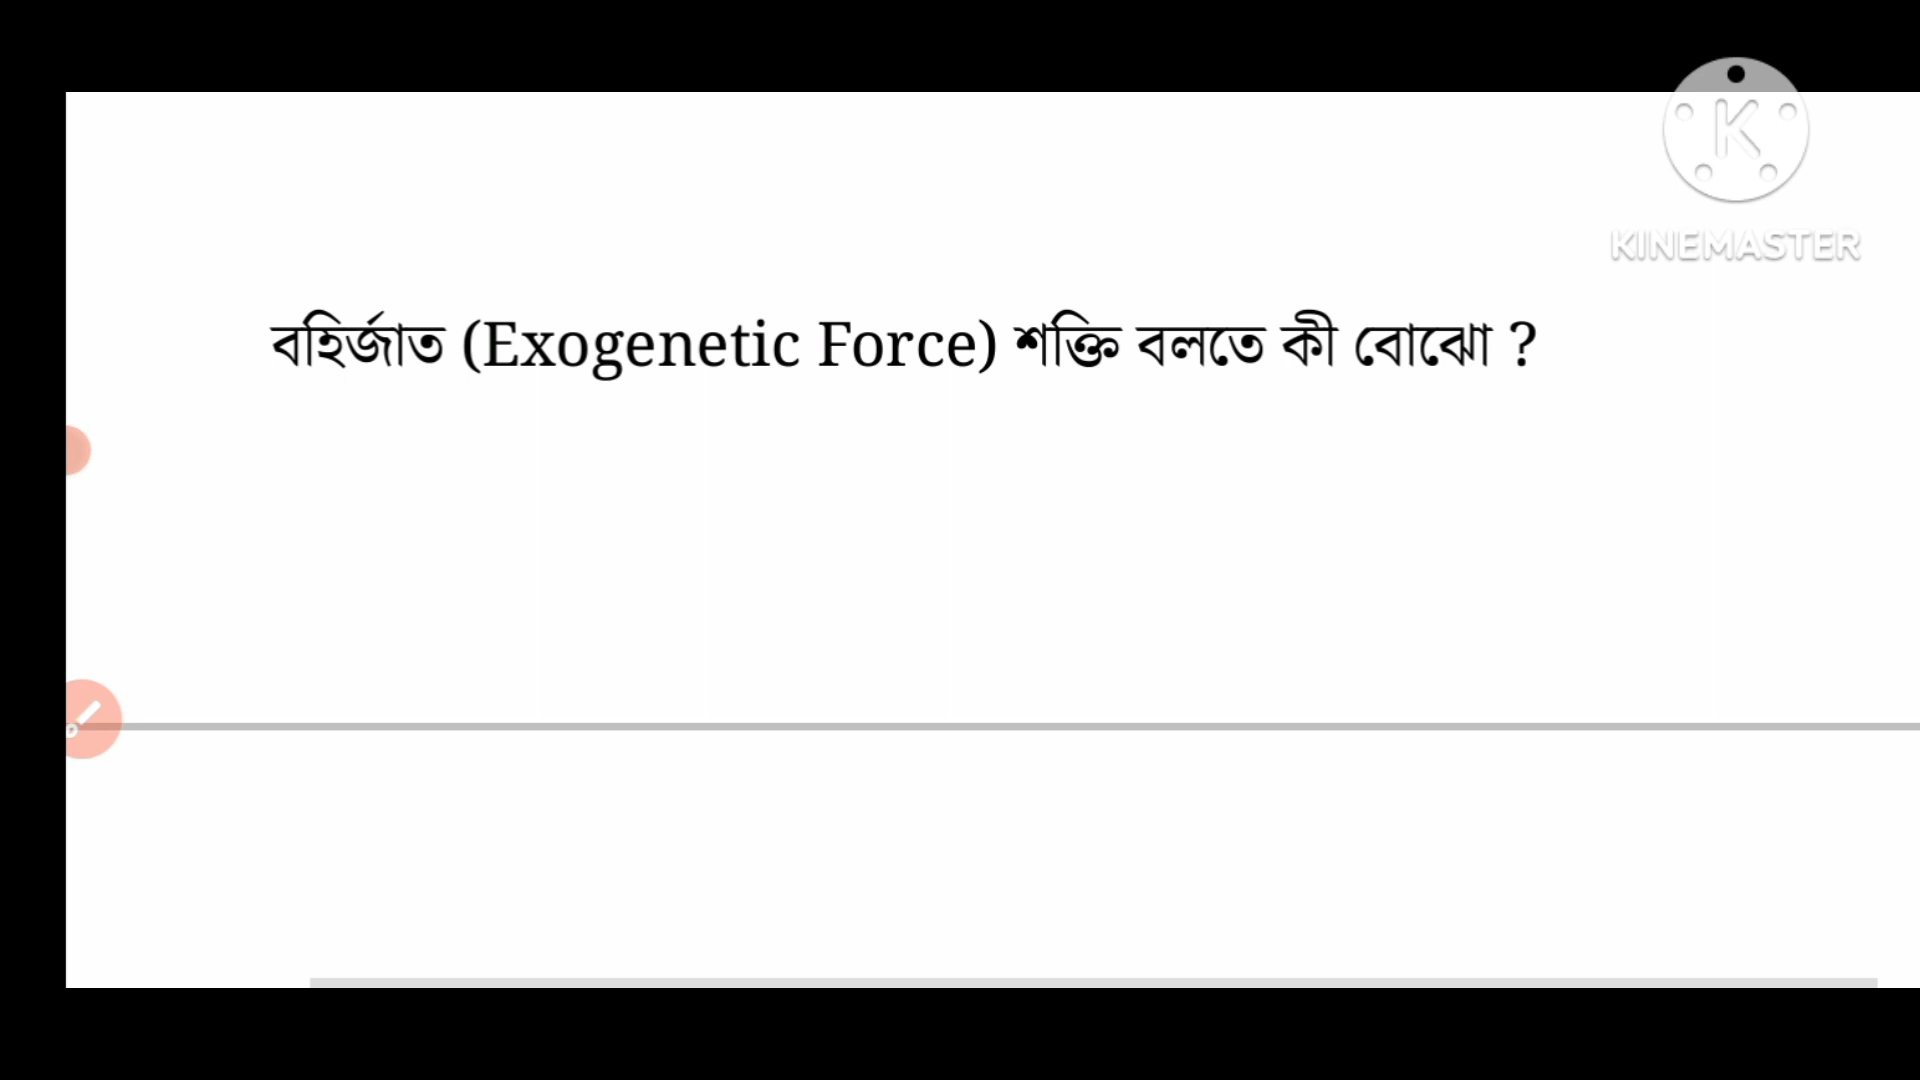 K
KINEMASTER
বহির্জাত (Exogenetic Force) শক্তি বলতে কী বোঝো ?